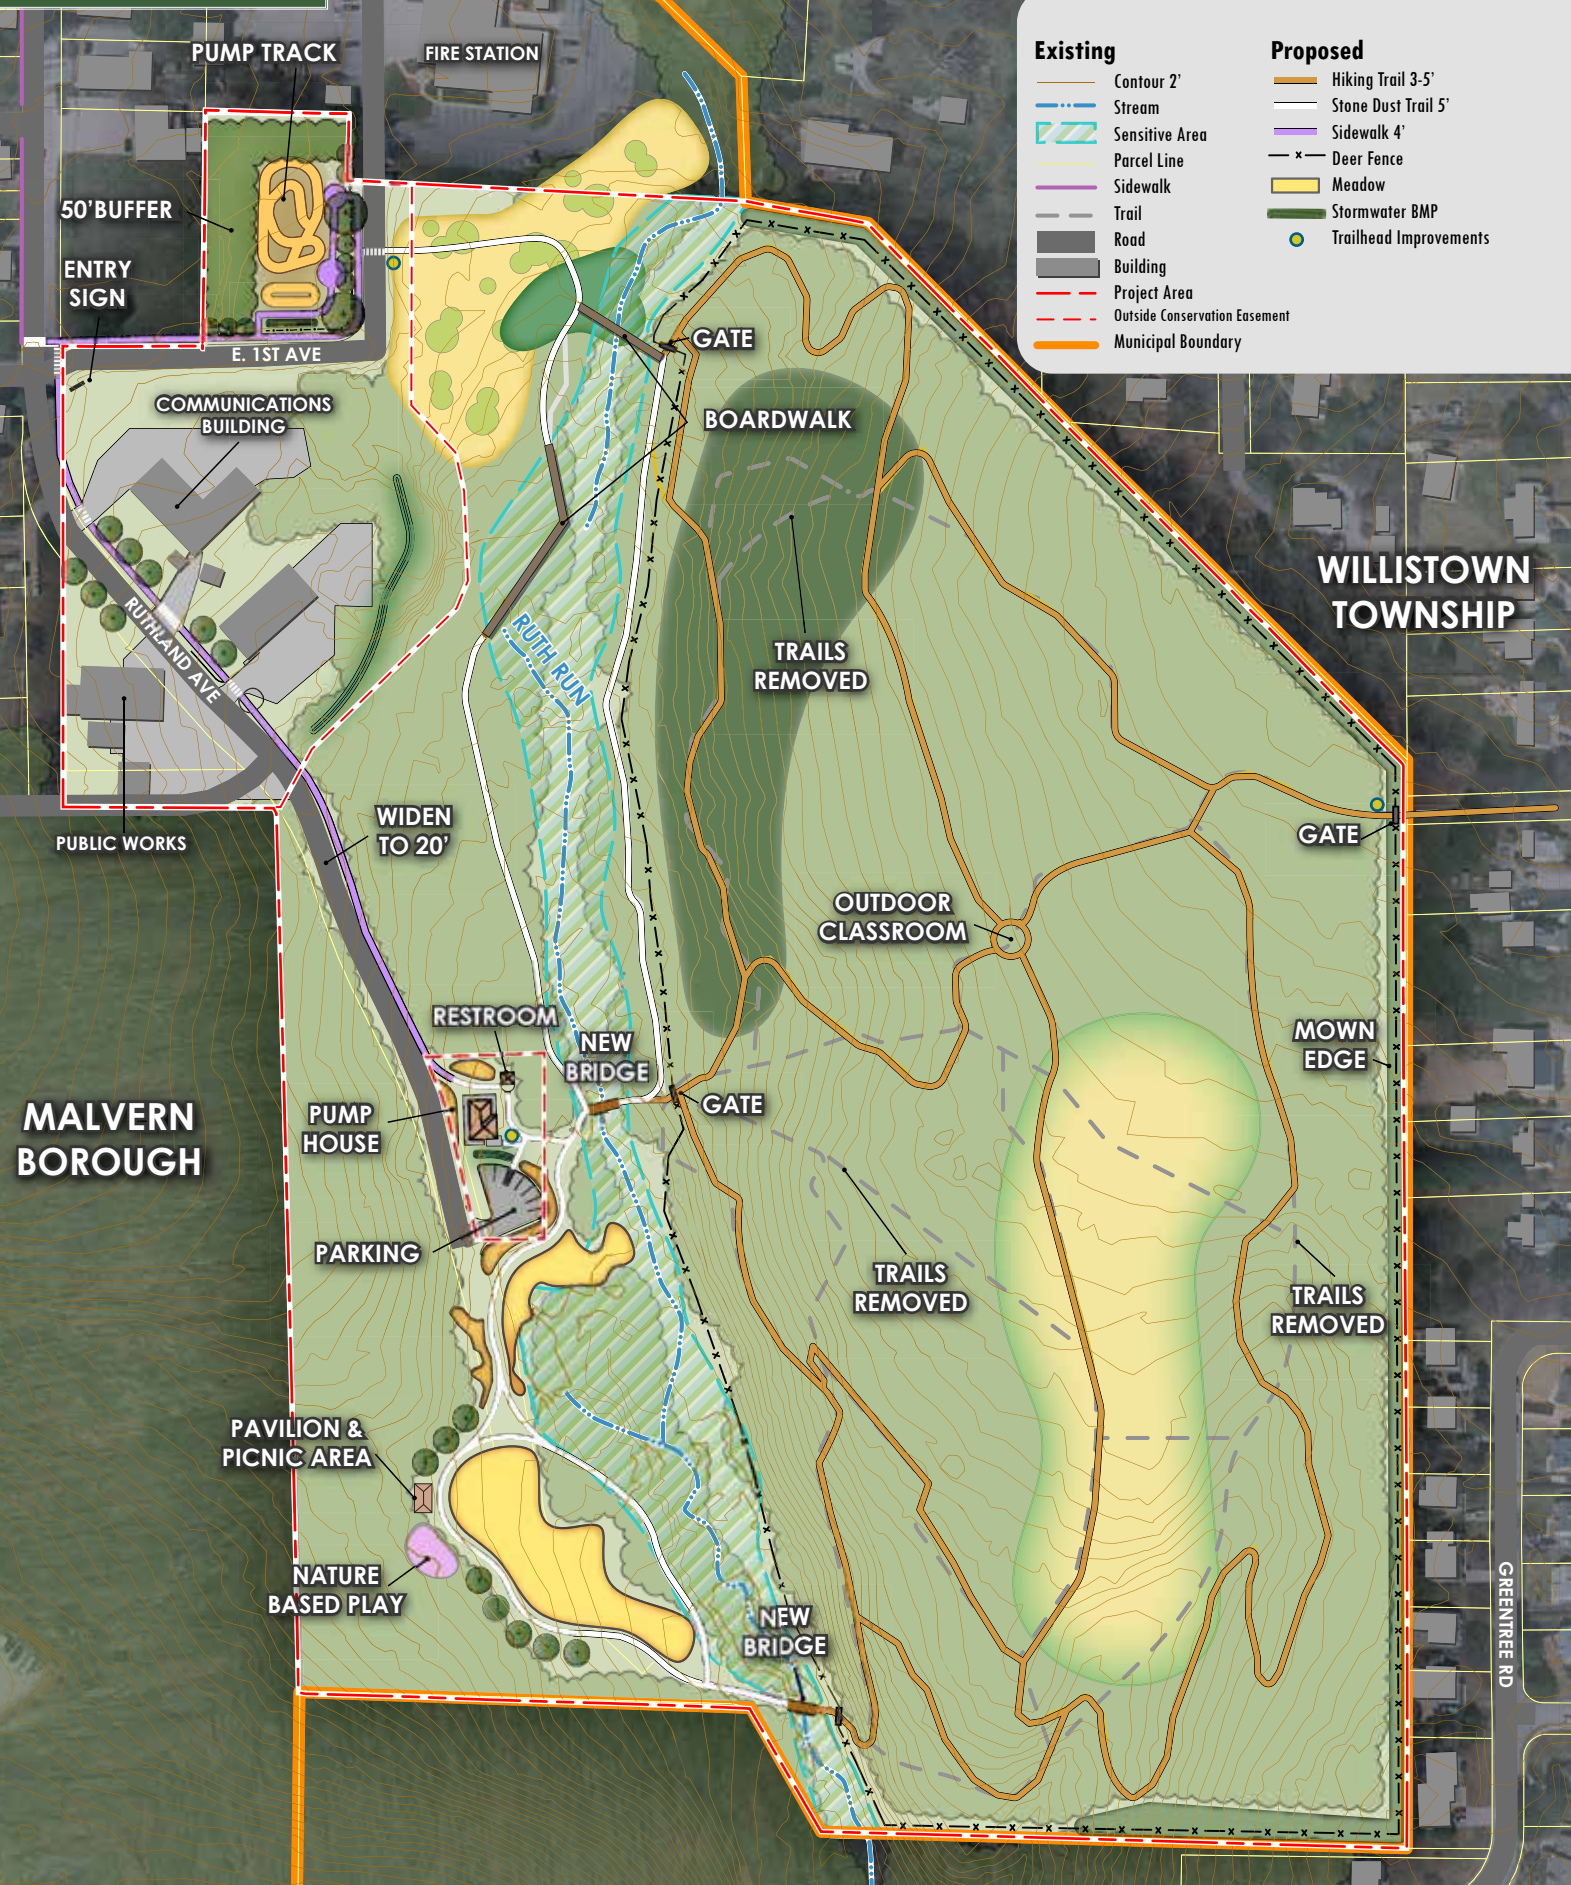 PUMP TRACK
FIRE STATION
50'BUFFER
ENTRY
SIGN
E. 1ST AVE
COMMUNICATIONS
BUILDING
GATE
BOARDWALK
Existing
Contour 2'
Stream
Sensitive Area
Parcel Line
Sidewalk
Trail
Road
Building
Project Area
Outside Conservation Easement
Municipal Boundary
Proposed
Hiking Trail 3-5'
Stone Dust Trail 5'
Sidewalk 4'
Deer Fence
Meadow
Stormwater BMP
Trailhead Improvements
WILLISTOWN
TOWNSHIP
RUTHLAND AVE
RUTH RUN
TRAILS
REMOVED
WIDEN
TO 20'
PUBLIC WORKS
GATE
OUTDOOR
CLASSROOM
RESTROOM
NEW
BRIDGE
MOWN
EDGE
MALVERN
BOROUGH
PUMP
HOUSE
GATE
PARKING
TRAILS
REMOVED
TRAILS
REMOVED
PAVILION &
PICNIC AREA
NATURE
BASED PLAY
NEW
BRIDGE
GREENTREE RD